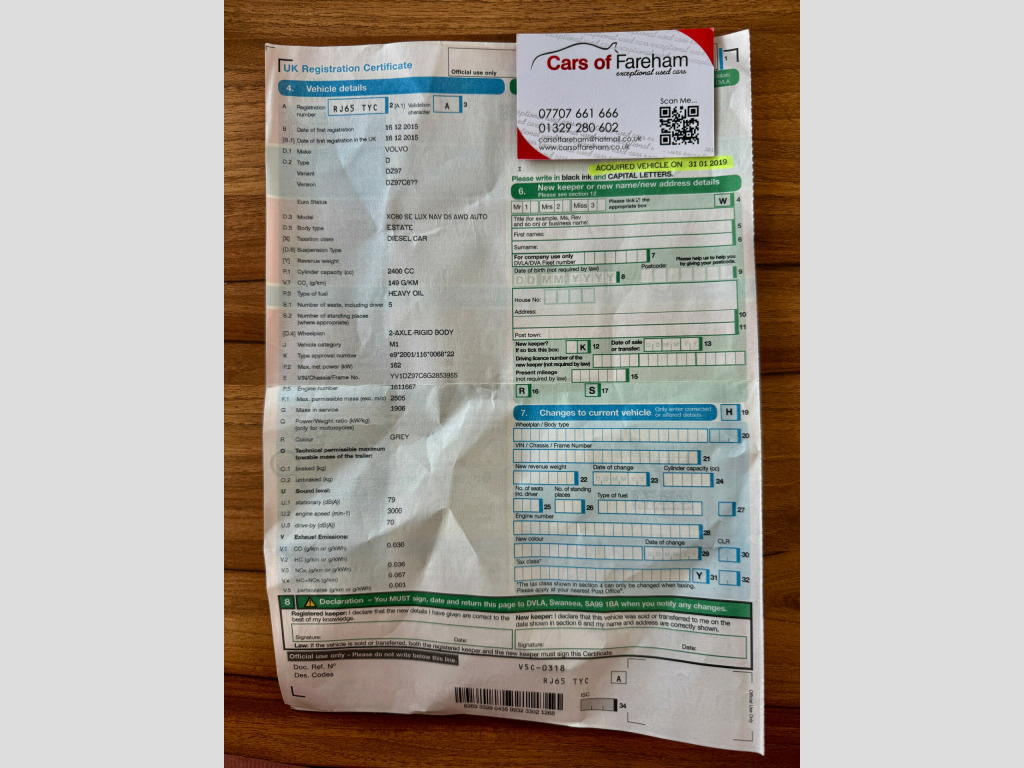 UK Registration Certificate
Official use only
1
Cars of Fareham
exceptional used cars
Scan Me...
07707 661 666
01329 280 602
carsoffareham@hotmail.co.uk
www.carsoffareham.co.uk
4. Vehicle details
A Registration number RJ65 TYC 2 [A.1] Validation character A 3
B Date of first registration 16 12 2015
[B.1] Date of first registration in the UK 16 12 2015
D.1 Make VOLVO
D.2 Type D
Variant DZ97
Version DZ97C6??
Euro Status
D.3 Model XC60 SE LUX NAV D5 AWD AUTO
D.5 Body type ESTATE
[X] Taxation class DIESEL CAR
[D.6] Suspension Type
[Y] Revenue weight
P.1 Cylinder capacity (cc) 2400 CC
V.7 CO₂ (g/km) 149 G/KM
P.3 Type of fuel HEAVY OIL
S.1 Number of seats, including driver 5
S.2 Number of standing places
(where appropriate)
[D.4] Wheelplan 2-AXLE-RIGID BODY
J Vehicle category M1
K Type approval number e9*2001/116*0068*22
P.2 Max. net power (kW) 162
E VIN/Chassis/Frame No. YV1DZ97C6G2853955
P.5 Engine number 1611667
F.1 Max. permissible mass (exc. m/c) 2505
G Mass in service 1906
Q Power/Weight ratio (kW/kg)
(only for motorcycles)
R Colour GREY
O Technical permissible maximum
towable mass of the trailer:
O.1 braked (kg)
O.2 unbraked (kg)
U Sound level:
U.1 stationary (dB(A)) 79
U.2 engine speed (min-1) 3000
U.3 drive-by (dB(A)) 70
V Exhaust Emissions:
V.1 CO (g/km or g/kWh) 0.036
V.2 HC (g/km or g/kWh)
V.3 NOx (g/km or g/kWh) 0.036
V.4 HC+NOx (g/km) 0.067
V.5 particulates (g/km or g/kWh) 0.001
ACQUIRED VEHICLE ON 31 01 2019
Please write in black ink and CAPITAL LETTERS.
6. New keeper or new name/new address details
Please see section 12
Mr 1 Mrs 2 Miss 3 Please tick the appropriate box W 4
Title (for example, Ms, Rev
and so on) or business name: 5
First names: 6
Surname:
For company use only
DVLA/DVA Fleet number 7 Please help us to help you
by giving your postcode.
Date of birth (not required by law) Postcode: 9
DD MM YYYY 8
House No:
Address: 10
11
Post town:
New keeper?
If so tick this box: K 12 Date of sale
or transfer: 13
Driving licence number of the
new keeper (not required by law)
Present mileage
(not required by law) 15
R 16 S 17
7. Changes to current vehicle Only enter corrected
or altered details H 19
Wheelplan / Body type 20
VIN / Chassis / Frame Number 21
New revenue weight 22 Date of change 23 Cylinder capacity (cc) 24
No. of seats
inc. driver 25 No. of standing
places 26 Type of fuel 27
Engine number 28
New colour Date of change 29 CLR 30
Tax class* Y 31 32
*The tax class shown in section 4 can only be changed when taxing.
Please apply at your nearest Post Office*.
8. Declaration – You MUST sign, date and return this page to DVLA, Swansea, SA99 1BA when you notify any changes.
Registered keeper: I declare that the new details I have given are correct to the
best of my knowledge.
Signature: Date:
New keeper: I declare that this vehicle was sold or transferred to me on the
date shown in section 6 and my name and address are correctly shown.
Signature: Date:
Law: If the vehicle is sold or transferred, both the registered keeper and the new keeper must sign this Certificate.
Official use only – Please do not write below this line.
Doc. Ref. Nº V5C-0318
Des. Codes RJ65 TYC A
ISC
34
Official Use Only